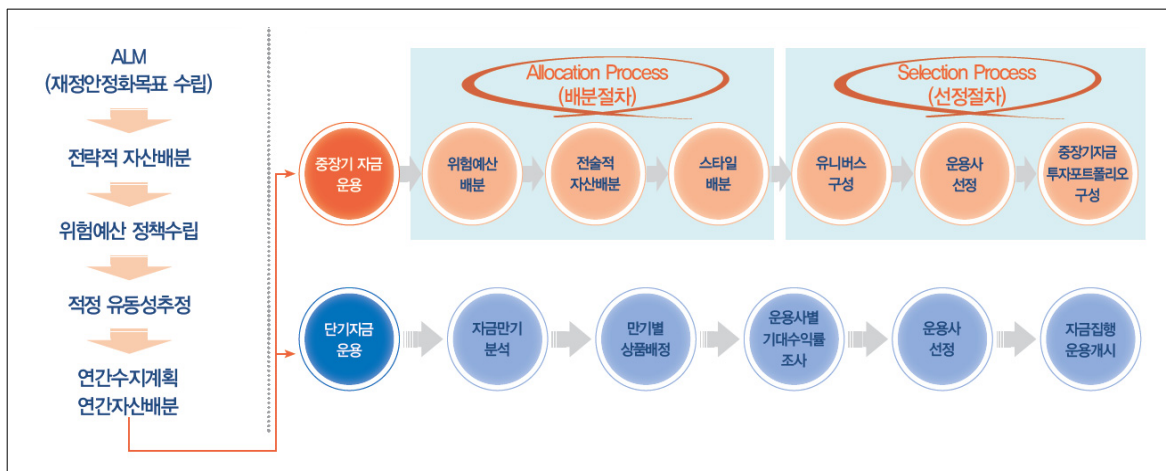 ALM
(재정안정화목표 수립)
전략적 자산배분
위험예산 정책수립
적정 유동성추정
연간수지계획
연간자산배분
Allocation Process
(배분절차)
Selection Process
(선정절차)
중장기 자금
운용
위험예산
배분
전술적
자산배분
스타일
배분
유니버스
구성
운용사
선정
중장기자금
투자포트폴리오
구성
단기자금
운용
자금만기
분석
만기별
상품배정
운용사별
기대수익률
조사
운용사
선정
자금집행
운용개시